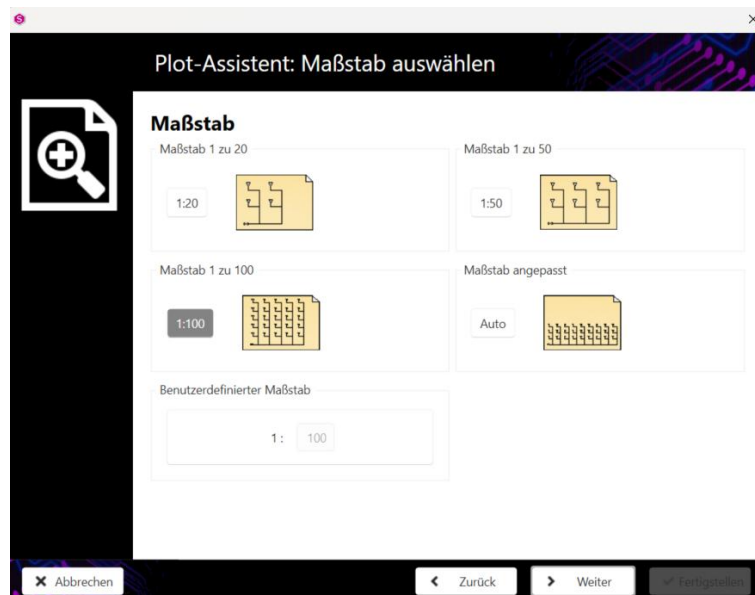 Plot-Assistent: Maßstab auswählen
Maßstab
Maßstab 1 zu 20
1:20
Maßstab 1 zu 50
1:50
Maßstab 1 zu 100
1:100
Maßstab angepasst
Auto
Benutzerdefinierter Maßstab
1 : 100
Abbrechen
Zurück
Weiter
Fertigstellen